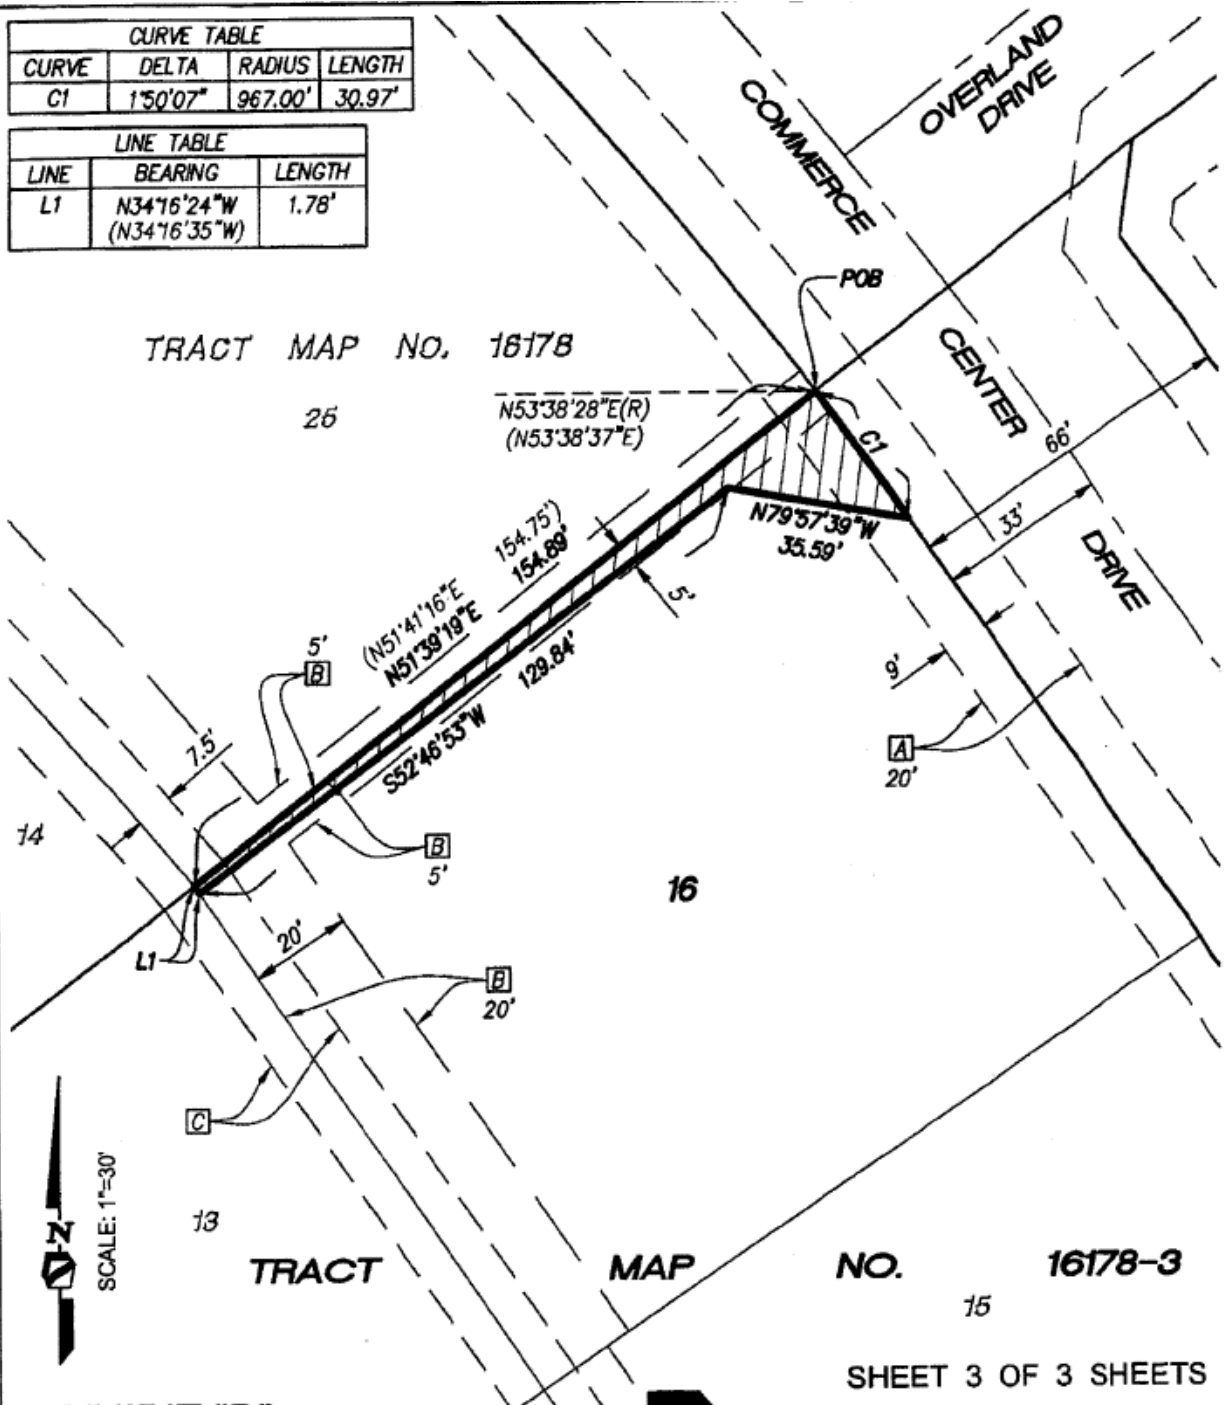 CURVE TABLE
CURVE DELTA RADIUS LENGTH
C1 1°50'07" 967.00' 30.97'
LINE TABLE
LINE BEARING LENGTH
L1 N34°16'24"W 1.78'
(N34°16'35"W)
COMMERCE
OVERLAND
DRIVE
POB
TRACT MAP NO. 16178
26
N53°38'28"E(R)
(N53°38'37"E)
C1
CENTER
66'
33'
DRIVE
N79°57'39"W
35.59'
154.75')
154.89'
(N51°41'16"E
N51°39'19"E
5'
129.84'
S52°46'53"W
5'
B
7.5'
9'
A
20'
14
B
5'
16
L1
20'
B
20'
C
N
SCALE: 1"=30'
13
TRACT MAP NO. 16178-3
15
SHEET 3 OF 3 SHEETS